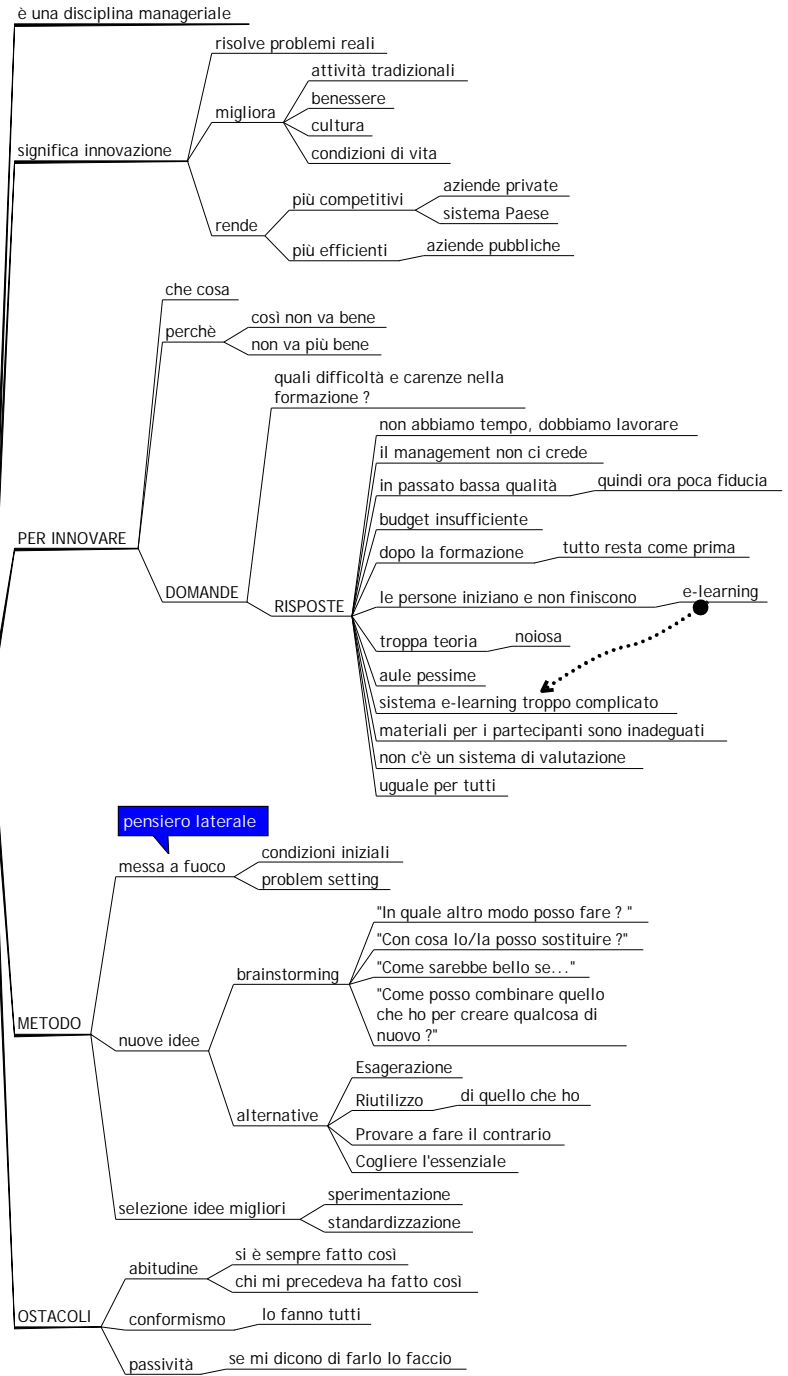 è una disciplina manageriale
risolve problemi reali
attività tradizionali
benessere
migliora
cultura
significa innovazione
condizioni di vita
aziende private
più competitivi
sistema Paese
rende
più efficienti
aziende pubbliche
che cosa
così non va bene
perchè
non va più bene
quali difficoltà e carenze nella
formazione ?
non abbiamo tempo, dobbiamo lavorare
il management non ci crede
in passato bassa qualità
quindi ora poca fiducia
budget insufficiente
PER INNOVARE
dopo la formazione
tutto resta come prima
DOMANDE
RISPOSTE
le persone iniziano e non finiscono
e-learning
troppa teoria
noiosa
aule pessime
sistema e-learning troppo complicato
materiali per i partecipanti sono inadeguati
non c'è un sistema di valutazione
uguale per tutti
pensiero laterale
messa a fuoco
condizioni iniziali
problem setting
"In quale altro modo posso fare ? "
"Con cosa lo/la posso sostituire ?"
brainstorming
"Come sarebbe bello se..."
"Come posso combinare quello
che ho per creare qualcosa di
nuovo ?"
METODO
nuove idee
Esagerazione
Riutilizzo
di quello che ho
alternative
Provare a fare il contrario
Cogliere l'essenziale
selezione idee migliori
sperimentazione
standardizzazione
abitudine
si è sempre fatto così
chi mi precedeva ha fatto così
OSTACOLI
conformismo
lo fanno tutti
passività
se mi dicono di farlo lo faccio